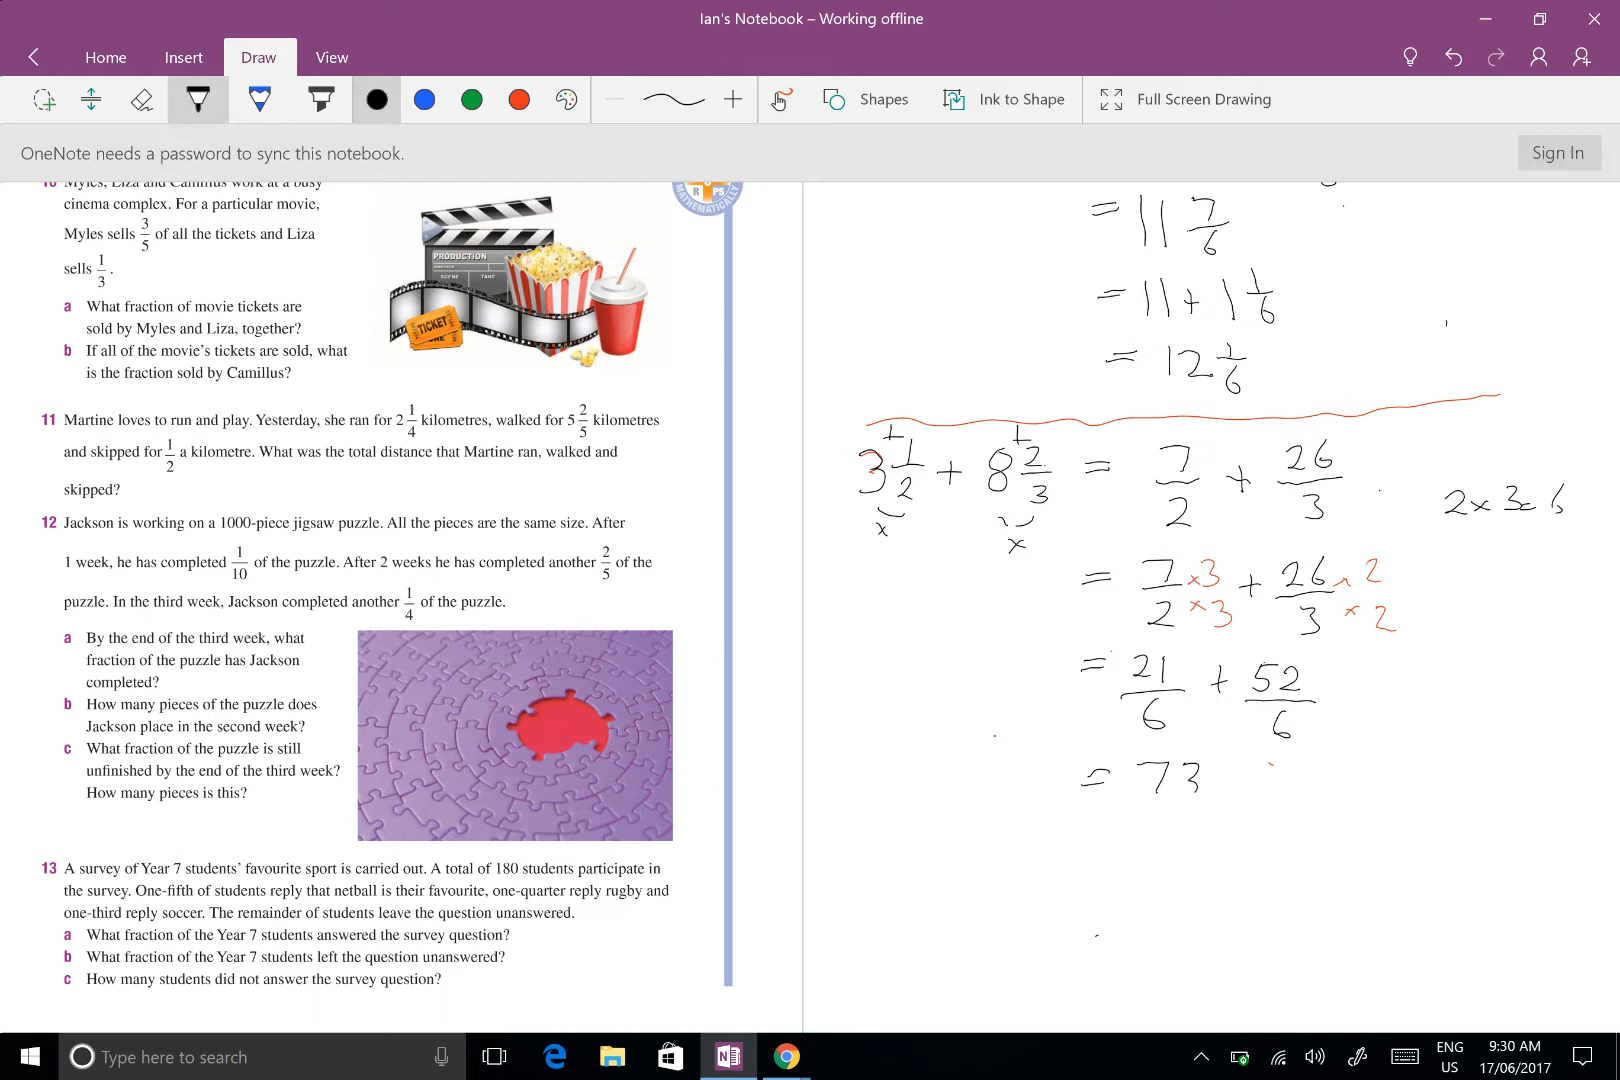 Ian's Notebook – Working offline
Home Insert Draw View
Shapes Ink to Shape Full Screen Drawing
OneNote needs a password to sync this notebook. Sign In
10 Myles, Liza and Camillus work at a busy
cinema complex. For a particular movie,
Myles sells 3/5 of all the tickets and Liza
sells 1/3 .
a What fraction of movie tickets are
sold by Myles and Liza, together?
b If all of the movie's tickets are sold, what
is the fraction sold by Camillus?
PRODUCTION
SCENE TAKE
TICKET
R PS
MATHEMATICALLY
11 Martine loves to run and play. Yesterday, she ran for 2 1/4 kilometres, walked for 5 2/5 kilometres
and skipped for 1/2 a kilometre. What was the total distance that Martine ran, walked and
skipped?
12 Jackson is working on a 1000-piece jigsaw puzzle. All the pieces are the same size. After
1 week, he has completed 1/10 of the puzzle. After 2 weeks he has completed another 2/5 of the
puzzle. In the third week, Jackson completed another 1/4 of the puzzle.
a By the end of the third week, what
fraction of the puzzle has Jackson
completed?
b How many pieces of the puzzle does
Jackson place in the second week?
c What fraction of the puzzle is still
unfinished by the end of the third week?
How many pieces is this?
13 A survey of Year 7 students' favourite sport is carried out. A total of 180 students participate in
the survey. One-fifth of students reply that netball is their favourite, one-quarter reply rugby and
one-third reply soccer. The remainder of students leave the question unanswered.
a What fraction of the Year 7 students answered the survey question?
b What fraction of the Year 7 students left the question unanswered?
c How many students did not answer the survey question?
= 11 7/6
= 11 + 1 1/6
= 12 1/6
+ +
3 1/2 + 8 2/3 = 7/2 + 26/3 2 x 3 = 6
x x
= 7/2 x3/x3 + 26/3 x2/x2
= 21/6 + 52/6
= 73
Type here to search
ENG
US
9:30 AM
17/06/2017